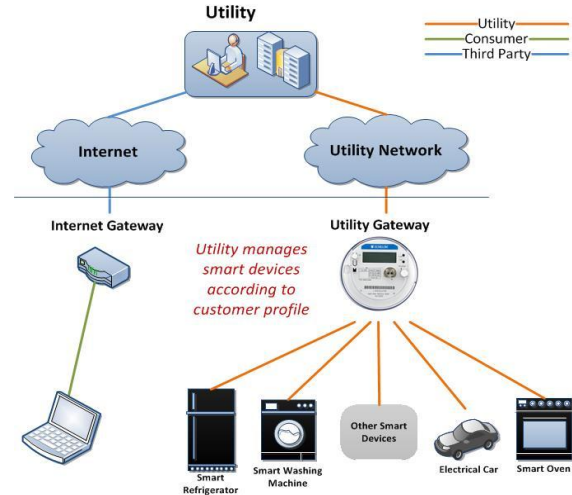 Utility
Utility
Consumer
Third Party
Internet
Utility Network
Internet Gateway
Utility Gateway
Utility manages
smart devices
according to
customer profile
Other Smart
Devices
Smart
Refrigerator
Smart Washing
Machine
Electrical Car
Smart Oven